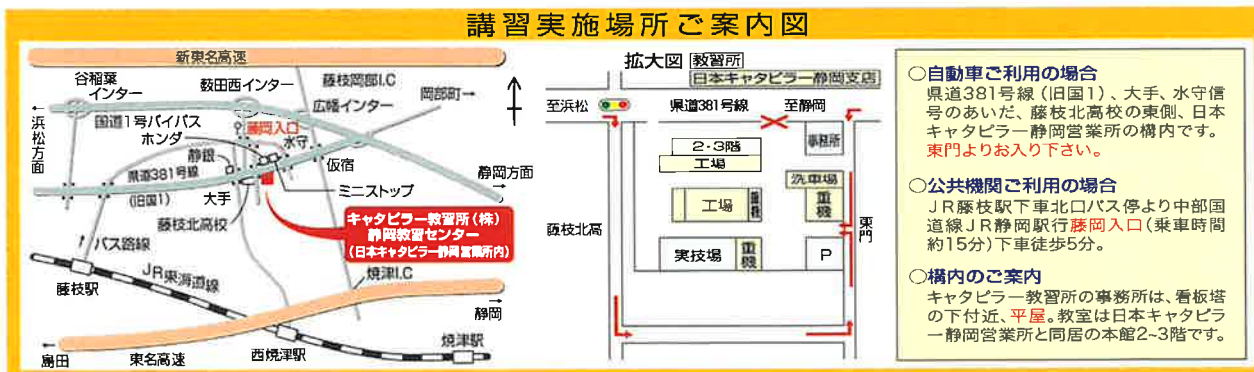 講習実施場所ご案内図
新東名高速
谷稲葉
インター
薮田西インター
藤枝岡部I.C
広幡インター
岡部町→
←浜松方面
国道1号バイパス
藤岡入口
ホンダ
水守
静銀
仮宿
県道381号線
(旧国1)
大手
ミニストップ
静岡方面
→
藤枝北高校
キャタピラー教習所(株)
静岡教習センター
(日本キャタピラー静岡営業所内)
バス路線
JR東海道線
焼津I.C
藤枝駅
静岡
→
←
島田
東名高速
西焼津駅
焼津駅
拡大図 教習所
日本キャタピラー静岡支店
至浜松
県道381号線
至静岡
2・3階
工場
事務所
洗車場
重機
工場
重機
藤枝北高
東門
実技場
重機
P
○自動車ご利用の場合
県道381号線(旧国1)、大手、水守信
号のあいだ、藤枝北高校の東側、日本
キャタピラー静岡営業所の構内です。
東門よりお入り下さい。
○公共機関ご利用の場合
JR藤枝駅下車北口バス停より中部国
道線JR静岡駅行藤岡入口(乗車時間
約15分)下車徒歩5分。
○構内のご案内
キャタピラー教習所の事務所は、看板塔
の下付近、平屋。教室は日本キャタピラ
ー静岡営業所と同居の本館2~3階です。